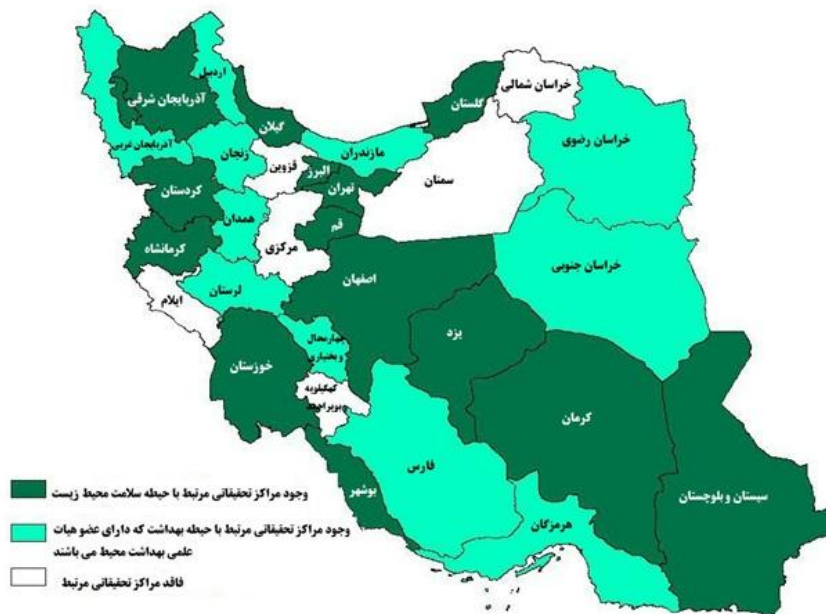 اردبیل
آذربایجان شرقی
خراسان شمالی
گلستان
گیلان
خراسان رضوی
آذربایجان غربی
زنجان
مازندران
قزوین
البرز
سمنان
کردستان
تهران
همدان
قم
کرمانشاه
مرکزی
خراسان جنوبی
اصفهان
لرستان
ایلام
یزد
چهارمحال
و بختیاری
خوزستان
کهگیلویه
بویراحمد
کرمان
فارس
بوشهر
سیستان و بلوچستان
هرمزگان
وجود مراکز تحقیقاتی مرتبط با حیطه سلامت محیط زیست
وجود مراکز تحقیقاتی مرتبط با حیطه بهداشت که دارای عضو هیات
علمی بهداشت محیط می باشند
فاقد مراکز تحقیقاتی مرتبط